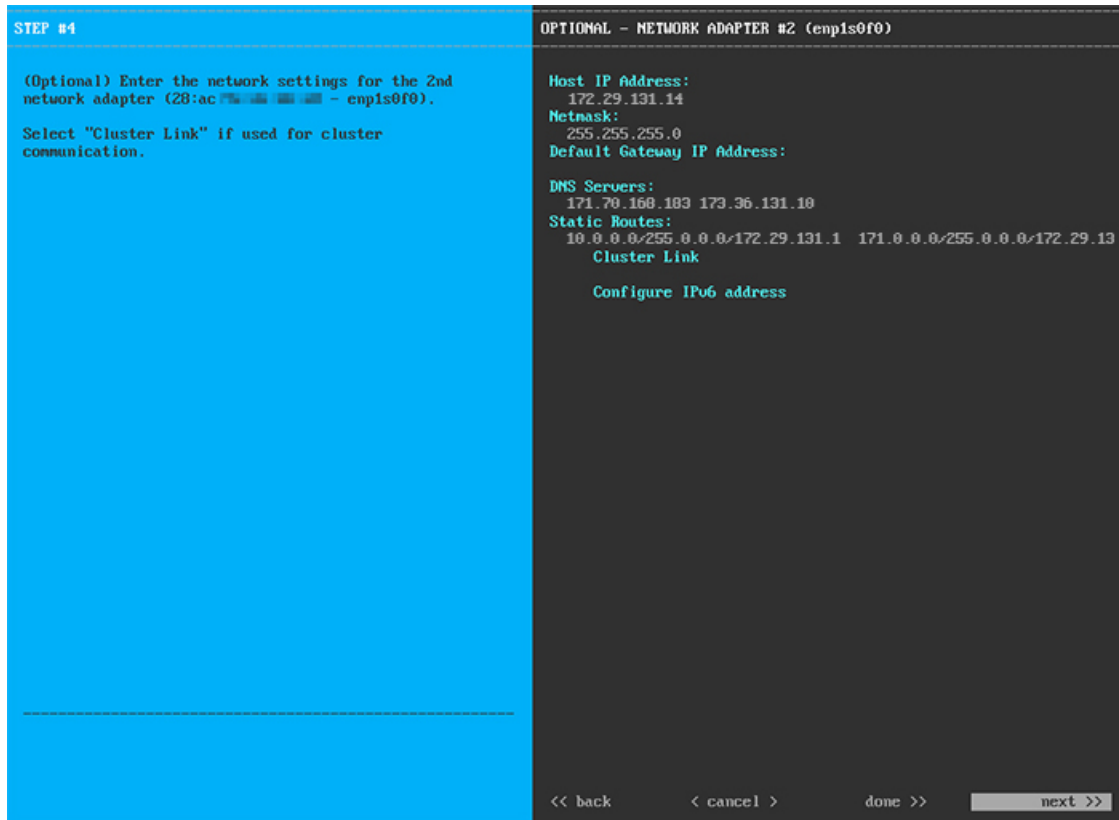 STEP #4
(Optional) Enter the network settings for the 2nd
network adapter (28:ac - enp1s0f0).
Select "Cluster Link" if used for cluster
communication.
OPTIONAL - NETWORK ADAPTER #2 (enp1s0f0)
Host IP Address:
172.29.131.14
Netmask:
255.255.255.0
Default Gateway IP Address:
DNS Servers:
171.70.168.183 173.36.131.10
Static Routes:
10.0.0.0/255.0.0.0/172.29.131.1 171.0.0.0/255.0.0.0/172.29.13
Cluster Link
Configure IPv6 address
<< back < cancel > done >> next >>